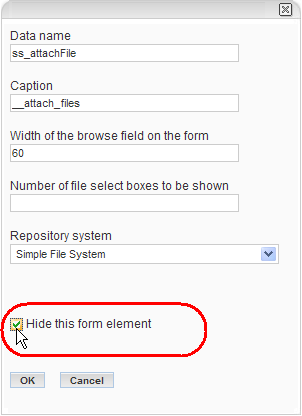 Data name
ss_attachFile
Caption
__attach_files
Width of the browse field on the form
60
Number of file select boxes to be shown
Repository system
Simple File System
Hide this form element
OK Cancel